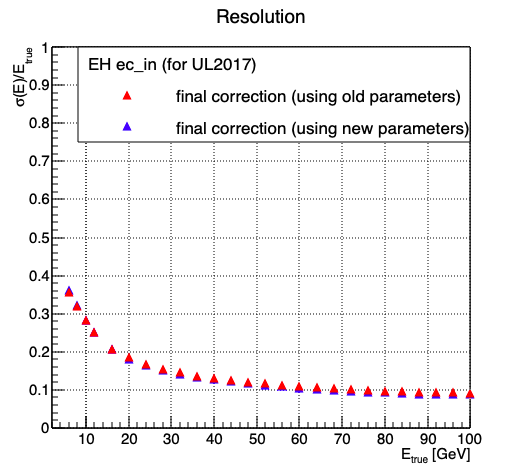 Resolution
σ(E)/E_true
1
EH ec_in (for UL2017)
final correction (using old parameters)
final correction (using new parameters)
0.9
0.8
0.7
0.6
0.5
0.4
0.3
0.2
0.1
0
10 20 30 40 50 60 70 80 90 100
E_true [GeV]